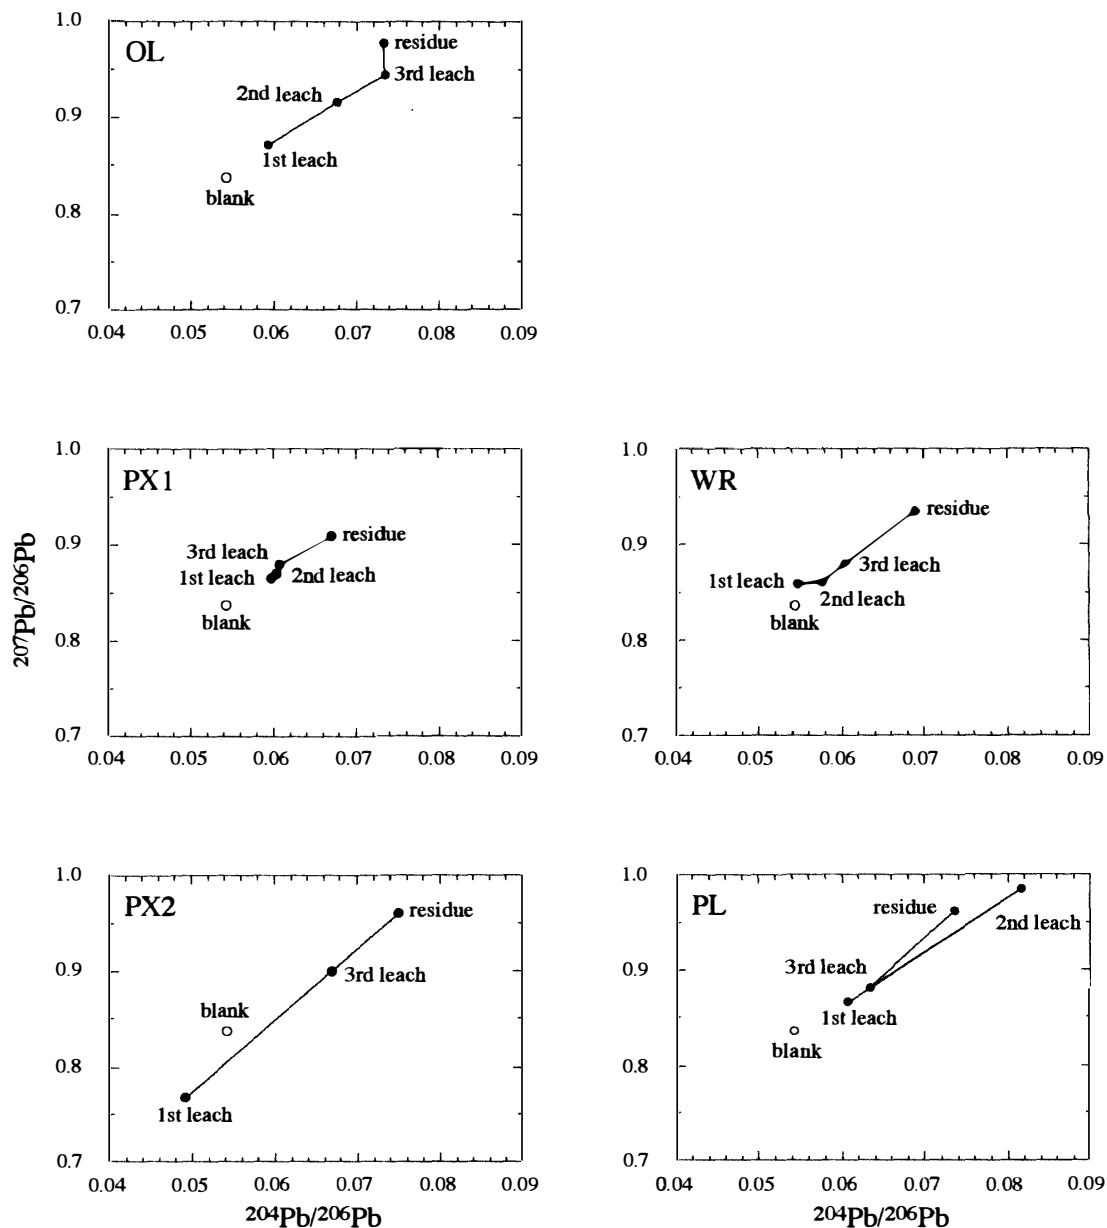 OL
1.0
0.9
0.8
0.7
residue
3rd leach
2nd leach
1st leach
blank
0.04 0.05 0.06 0.07 0.08 0.09
207Pb/206Pb
PX1
1.0
0.9
0.8
0.7
residue
3rd leach
1st leach
2nd leach
blank
0.04 0.05 0.06 0.07 0.08 0.09
WR
1.0
0.9
0.8
0.7
residue
3rd leach
1st leach
2nd leach
blank
0.04 0.05 0.06 0.07 0.08 0.09
PX2
1.0
0.9
0.8
0.7
residue
3rd leach
blank
1st leach
0.04 0.05 0.06 0.07 0.08 0.09
204Pb/206Pb
PL
1.0
0.9
0.8
0.7
residue
2nd leach
3rd leach
1st leach
blank
0.04 0.05 0.06 0.07 0.08 0.09
204Pb/206Pb